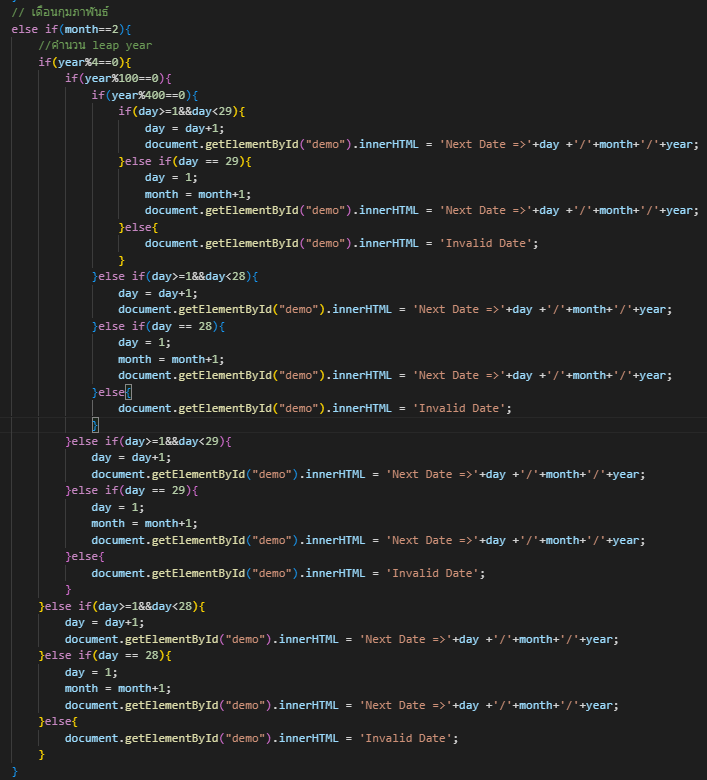 // เดือนกุมภาพันธ์
else if(month==2){
//คำนวน leap year
if(year%4==0){
if(year%100==0){
if(year%400==0){
if(day>=1&&day<29){
day = day+1;
document.getElementById("demo").innerHTML = 'Next Date =>'+day +'/'+month+'/'+year;
}else if(day == 29){
day = 1;
month = month+1;
document.getElementById("demo").innerHTML = 'Next Date =>'+day +'/'+month+'/'+year;
}else{
document.getElementById("demo").innerHTML = 'Invalid Date';
}
}else if(day>=1&&day<28){
day = day+1;
document.getElementById("demo").innerHTML = 'Next Date =>'+day +'/'+month+'/'+year;
}else if(day == 28){
day = 1;
month = month+1;
document.getElementById("demo").innerHTML = 'Next Date =>'+day +'/'+month+'/'+year;
}else{
document.getElementById("demo").innerHTML = 'Invalid Date';
}
}else if(day>=1&&day<29){
day = day+1;
document.getElementById("demo").innerHTML = 'Next Date =>'+day +'/'+month+'/'+year;
}else if(day == 29){
day = 1;
month = month+1;
document.getElementById("demo").innerHTML = 'Next Date =>'+day +'/'+month+'/'+year;
}else{
document.getElementById("demo").innerHTML = 'Invalid Date';
}
}else if(day>=1&&day<28){
day = day+1;
document.getElementById("demo").innerHTML = 'Next Date =>'+day +'/'+month+'/'+year;
}else if(day == 28){
day = 1;
month = month+1;
document.getElementById("demo").innerHTML = 'Next Date =>'+day +'/'+month+'/'+year;
}else{
document.getElementById("demo").innerHTML = 'Invalid Date';
}
}